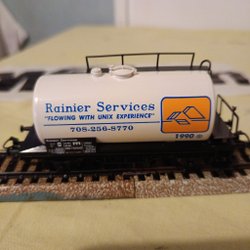 Rainier Services
"FLOWING WITH UNIX EXPERIENCE"
708-256-8770
1990